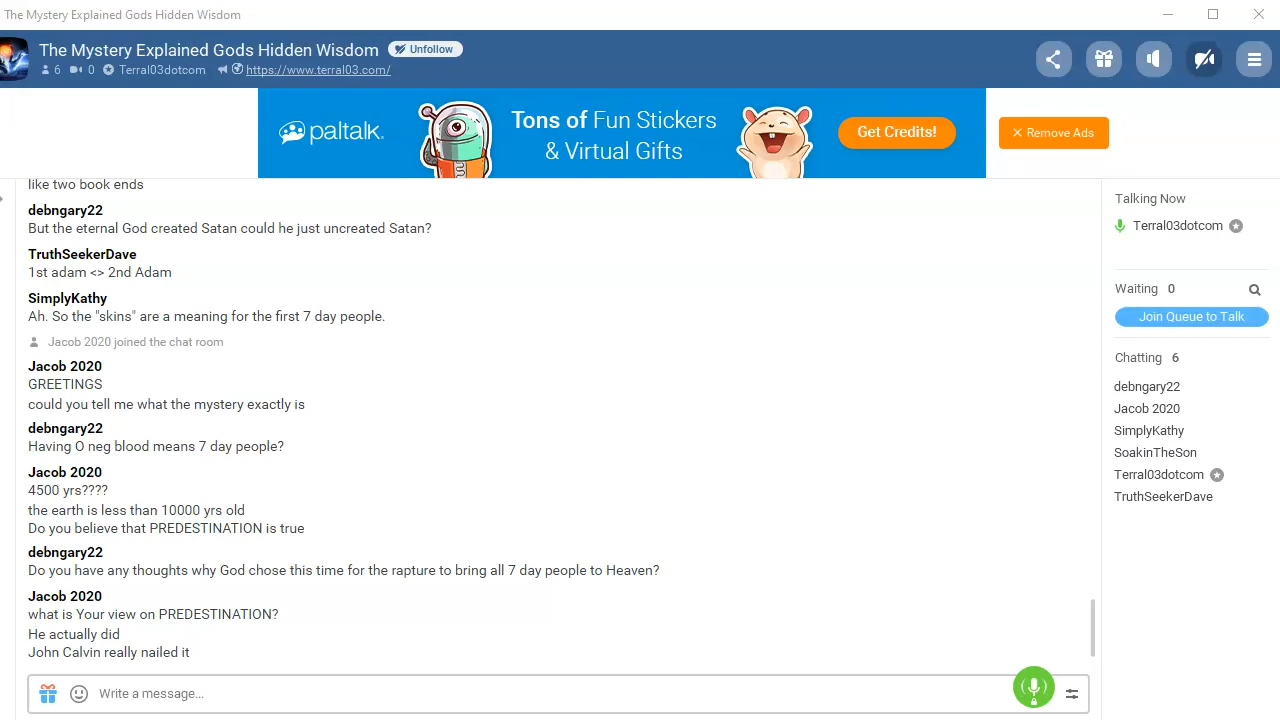 The Mystery Explained Gods Hidden Wisdom
The Mystery Explained Gods Hidden Wisdom Unfollow
6 0 Terral03dotcom https://www.terral03.com/
paltalk.
Tons of Fun Stickers
& Virtual Gifts
Get Credits!
Remove Ads
like two book ends
debngary22
But the eternal God created Satan could he just uncreated Satan?
TruthSeekerDave
1st adam <> 2nd Adam
SimplyKathy
Ah. So the "skins" are a meaning for the first 7 day people.
Jacob 2020 joined the chat room
Jacob 2020
GREETINGS
could you tell me what the mystery exactly is
debngary22
Having O neg blood means 7 day people?
Jacob 2020
4500 yrs????
the earth is less than 10000 yrs old
Do you believe that PREDESTINATION is true
debngary22
Do you have any thoughts why God chose this time for the rapture to bring all 7 day people to Heaven?
Jacob 2020
what is Your view on PREDESTINATION?
He actually did
John Calvin really nailed it
Write a message...
Talking Now
Terral03dotcom
Waiting 0
Join Queue to Talk
Chatting 6
debngary22
Jacob 2020
SimplyKathy
SoakinTheSon
Terral03dotcom
TruthSeekerDave